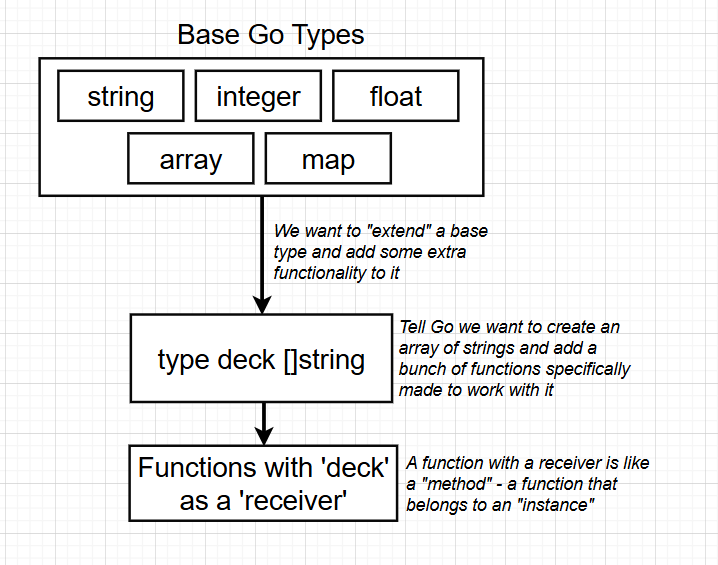 Base Go Types
string integer float
array map
We want to "extend" a base
type and add some extra
functionality to it
type deck []string
Tell Go we want to create an
array of strings and add a
bunch of functions specifically
made to work with it
Functions with 'deck'
as a 'receiver'
A function with a receiver is like
a "method" - a function that
belongs to an "instance"